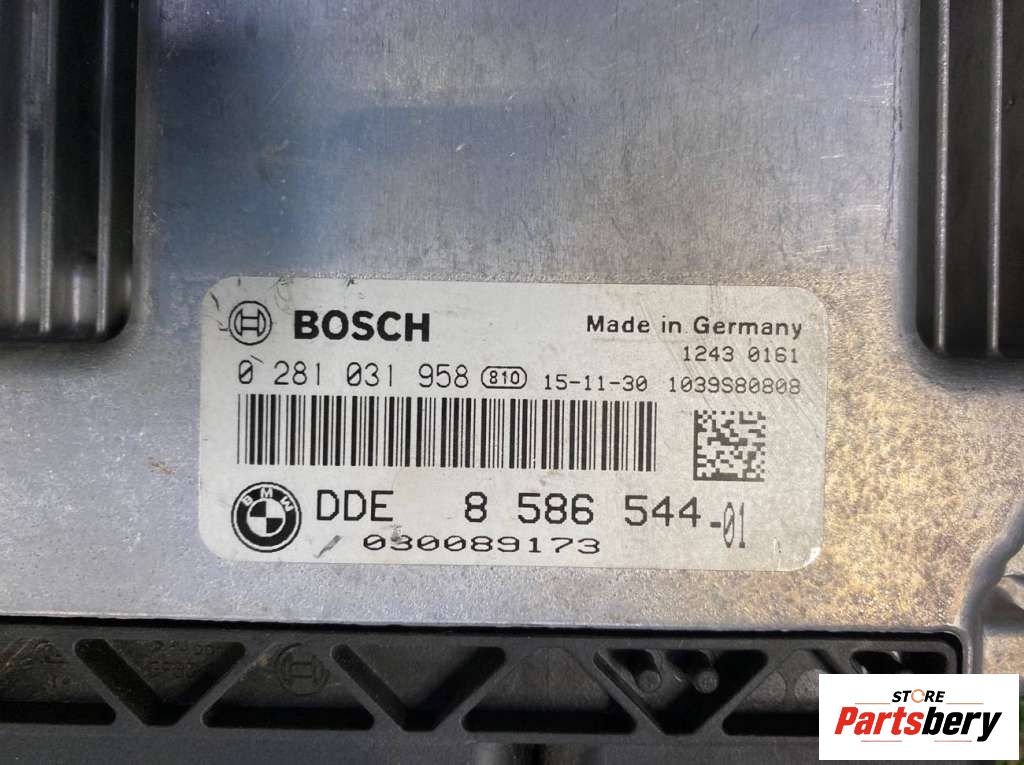 BOSCH
Made in Germany
1243 0161
0 281 031 958 810 15-11-30 1039S80808
BMW
DDE 8 586 544-01
030089173
STORE
Partsbery